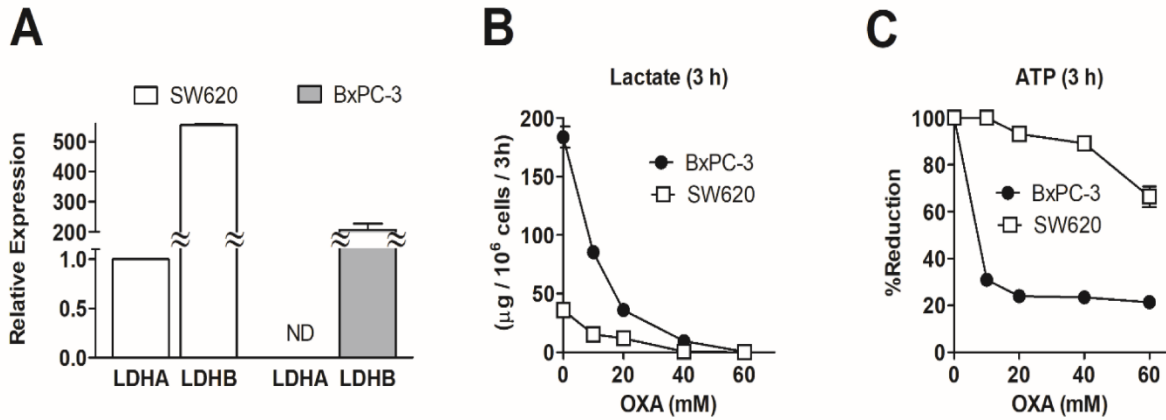 A
SW620
BxPC-3
Relative Expression
500
400
300
200
1.0
0.5
0.0
ND
LDHA LDHB LDHA LDHB
B
Lactate (3 h)
(µg / 10⁶ cells / 3h)
200
150
100
50
0
BxPC-3
SW620
0 20 40 60
OXA (mM)
C
ATP (3 h)
%Reduction
100
80
60
40
20
0
BxPC-3
SW620
0 20 40 60
OXA (mM)